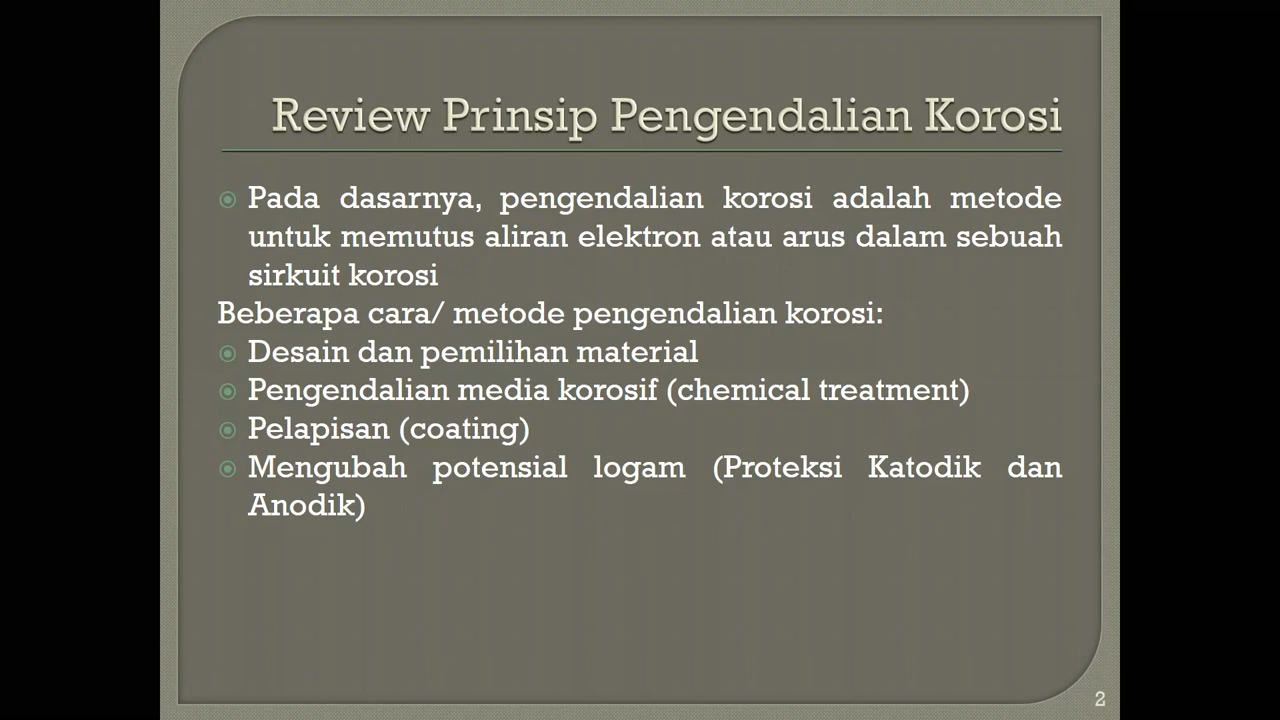 Review Prinsip Pengendalian Korosi
Pada dasarnya, pengendalian korosi adalah metode
untuk memutus aliran elektron atau arus dalam sebuah
sirkuit korosi
Beberapa cara/ metode pengendalian korosi:
Desain dan pemilihan material
Pengendalian media korosif (chemical treatment)
Pelapisan (coating)
Mengubah potensial logam (Proteksi Katodik dan
Anodik)
2